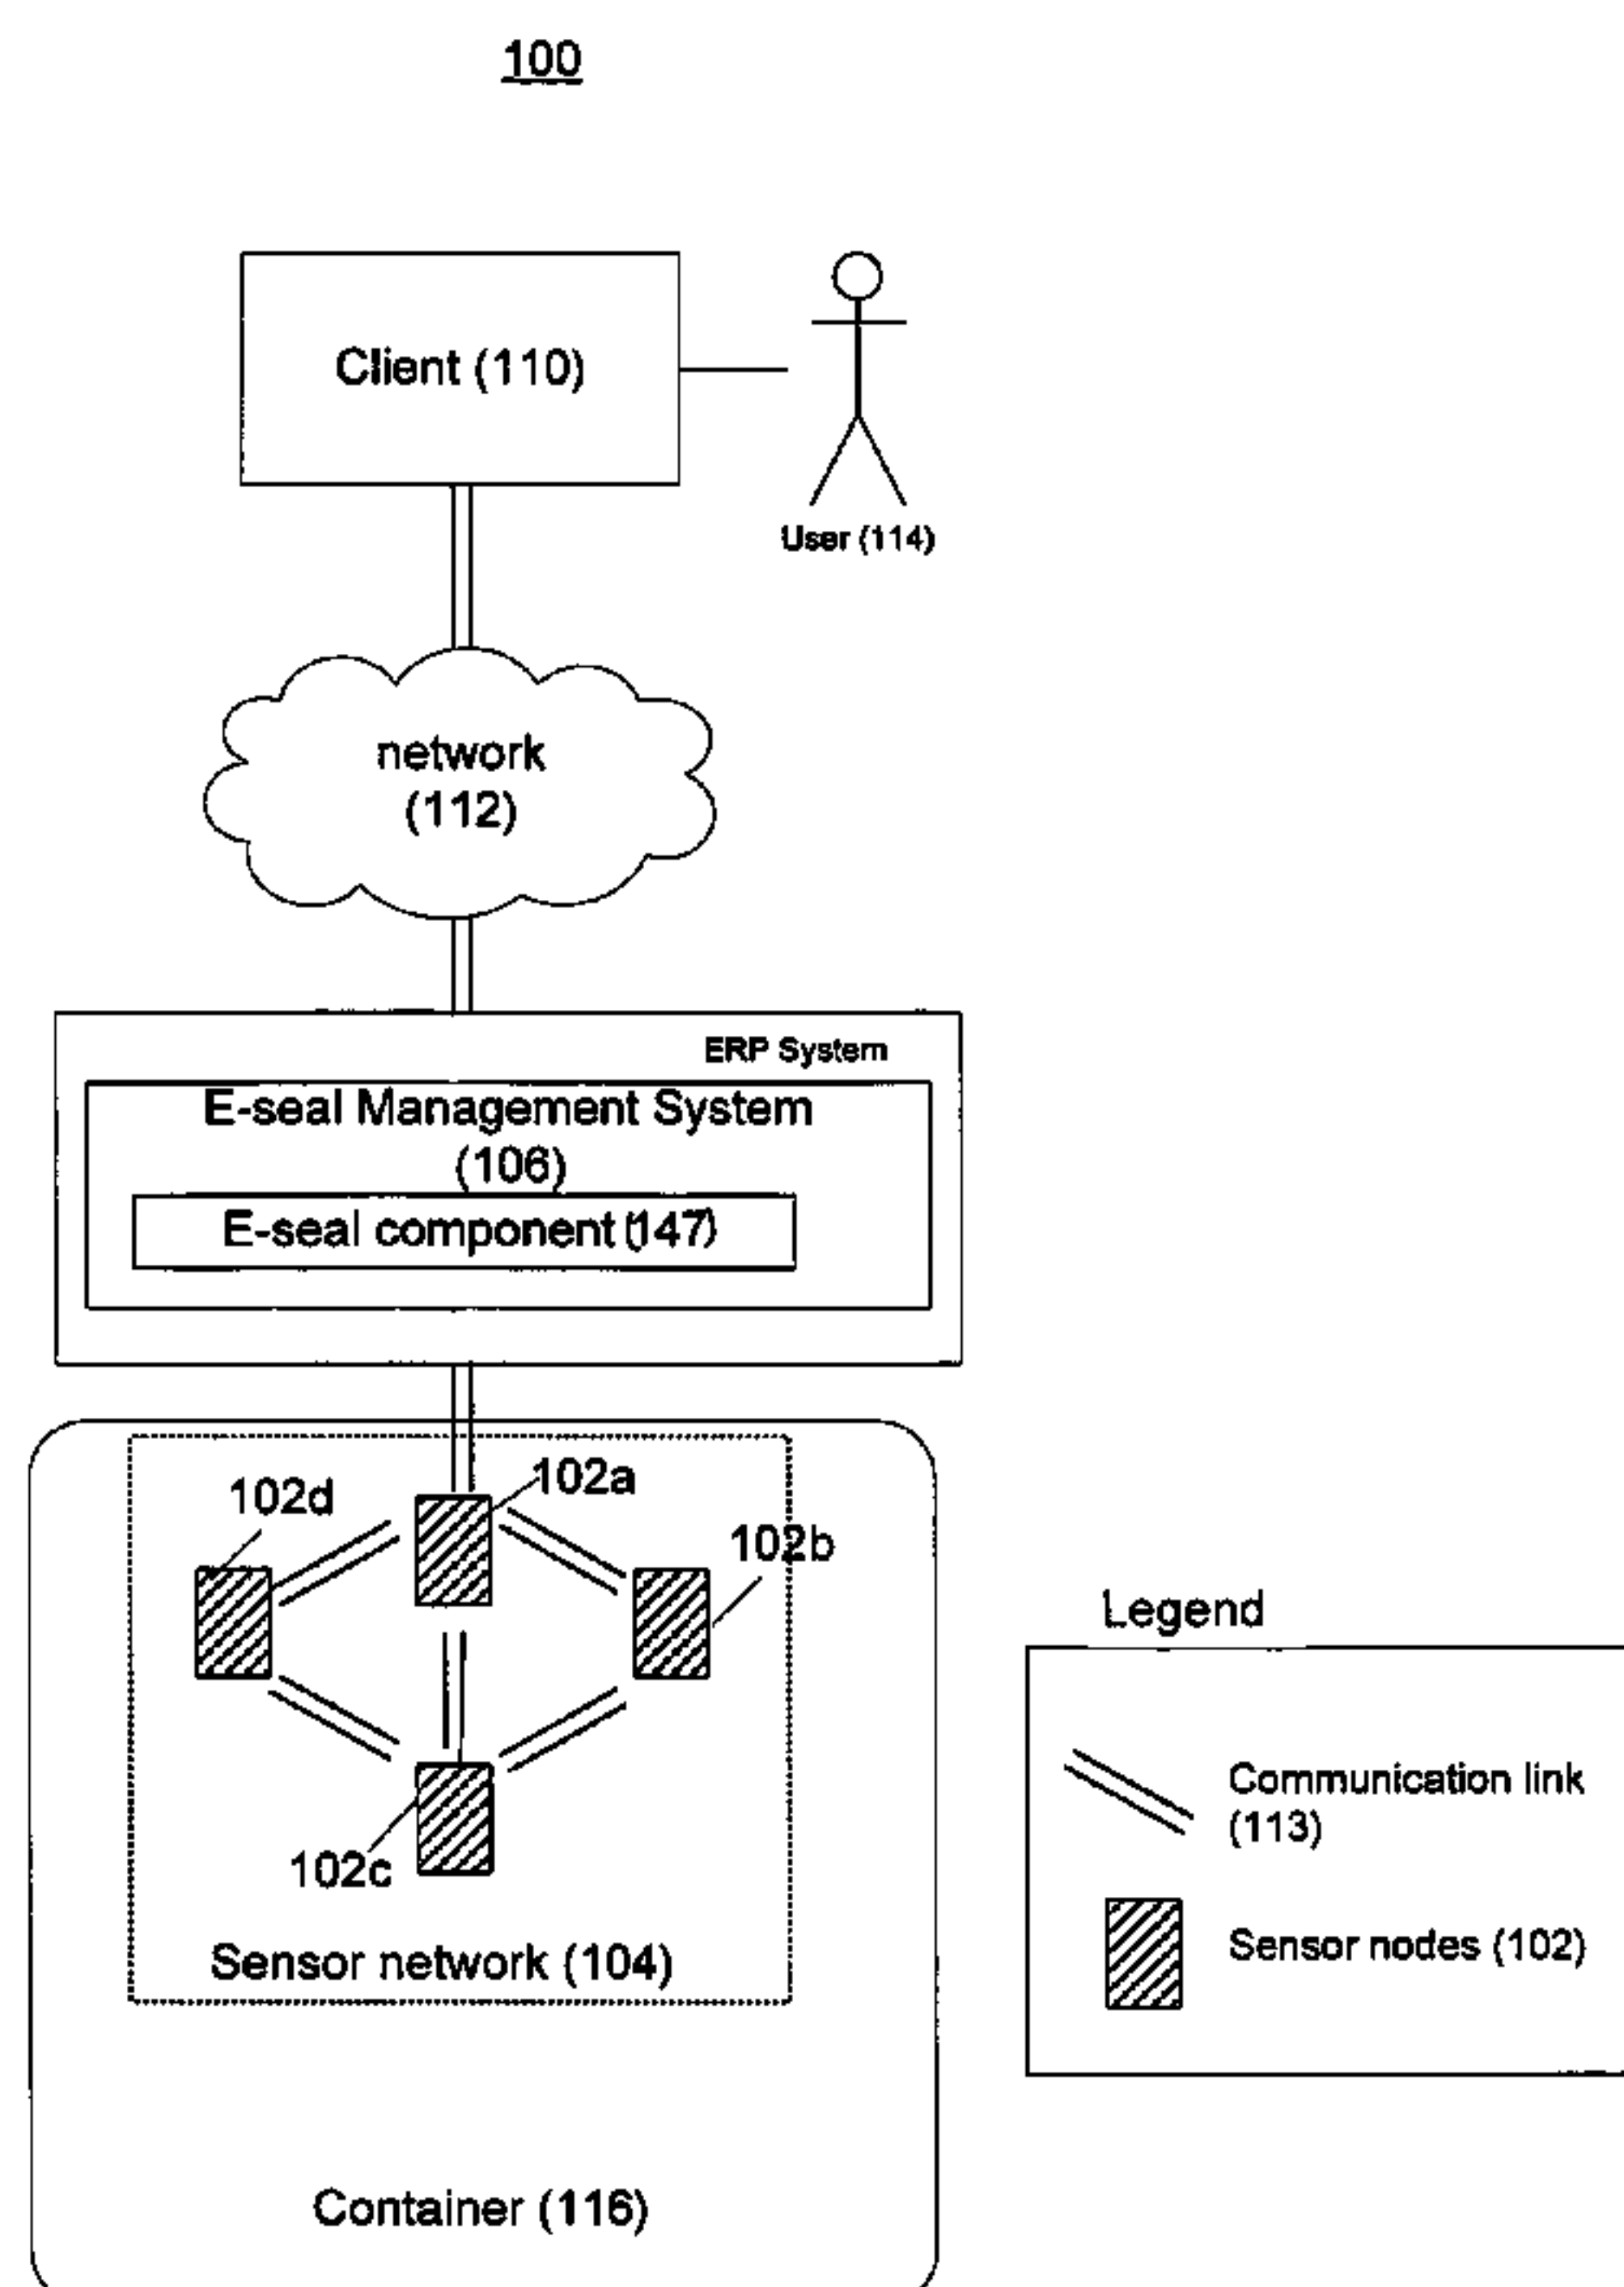 100
Client (110)
User (114)
network
(112)
ERP System
E-seal Management System
(106)
E-seal component (147)
102a
102d
102b
102c
Sensor network (104)
Container (116)
Legend
Communication link
(113)
Sensor nodes (102)